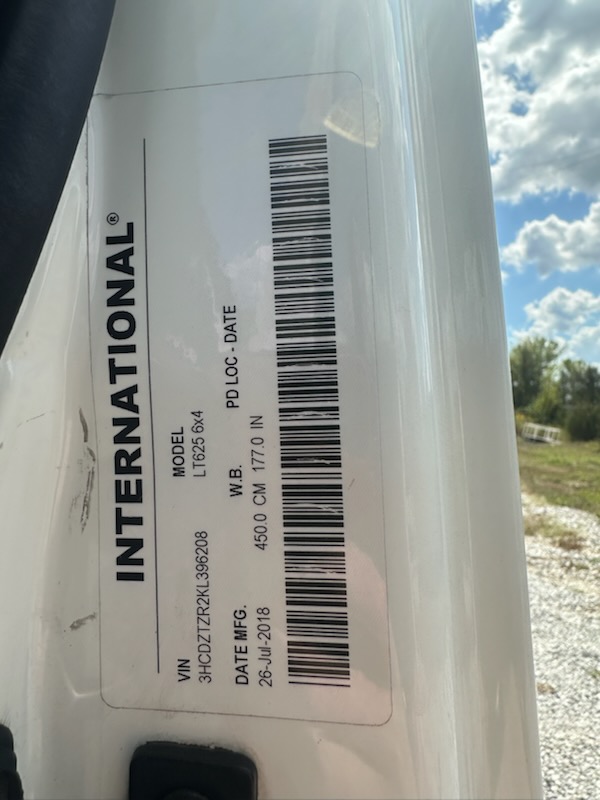 INTERNATIONAL®
VIN MODEL
3HCDZTZR2KL396208 LT625 6x4
DATE MFG. W.B. PD LOC - DATE
26-Jul-2018 450.0 CM 177.0 IN